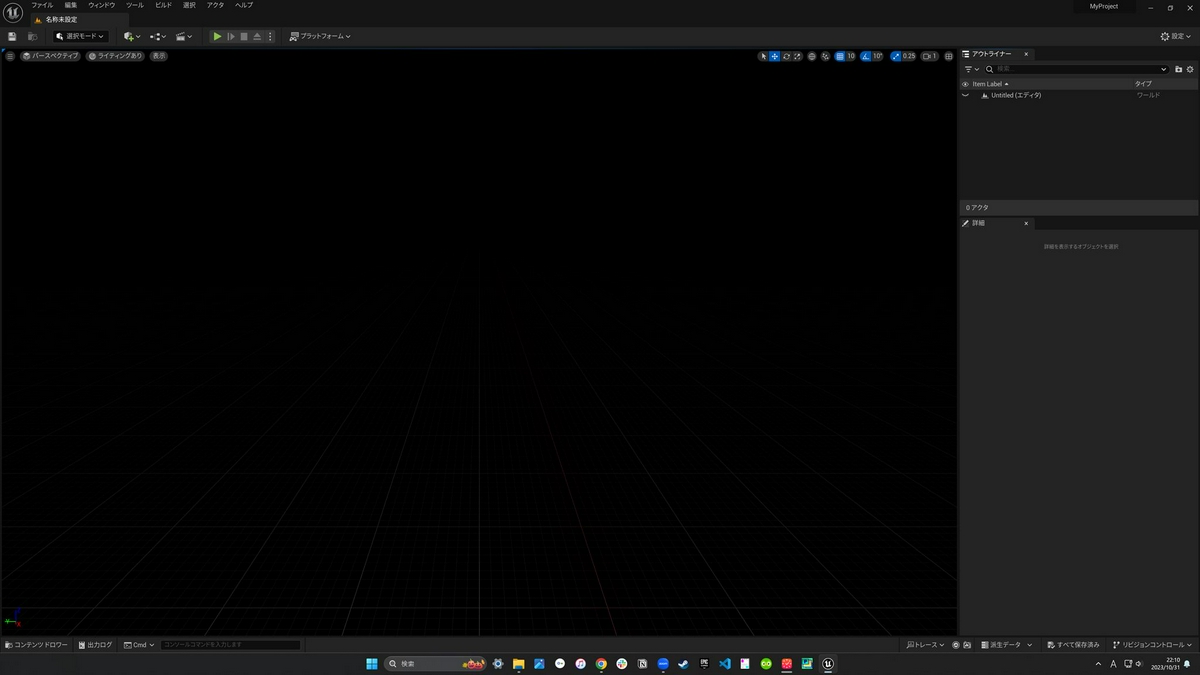 ファイル 編集 ウィンドウ ツール ビルド 選択 アクタ ヘルプ
MyProject
名称未設定
選択モード
プラットフォーム
設定
パースペクティブ ライティングあり 表示
10 10° 0.25 1
アウトライナー
検索...
Item Label タイプ
Untitled (エディタ) ワールド
0 アクタ
詳細
詳細を表示するオブジェクトを選択
コンテンツドロワー 出力ログ Cmd コンソールコマンドを入力します
トレース 派生データ すべて保存済み リビジョンコントロール
検索
A
22:10
2023/10/31